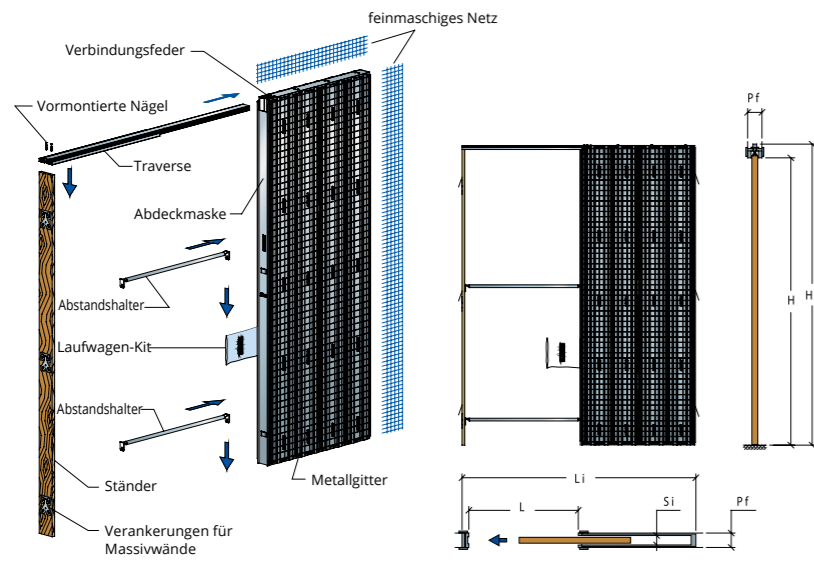 feinmaschiges Netz
Verbindungsfeder
Vormontierte Nägel
Traverse
Abdeckmaske
Abstandshalter
Laufwagen-Kit
Abstandshalter
Ständer
Metallgitter
Verankerungen für
Massivwände
Pf
H
H
Li
L
Si
Pf